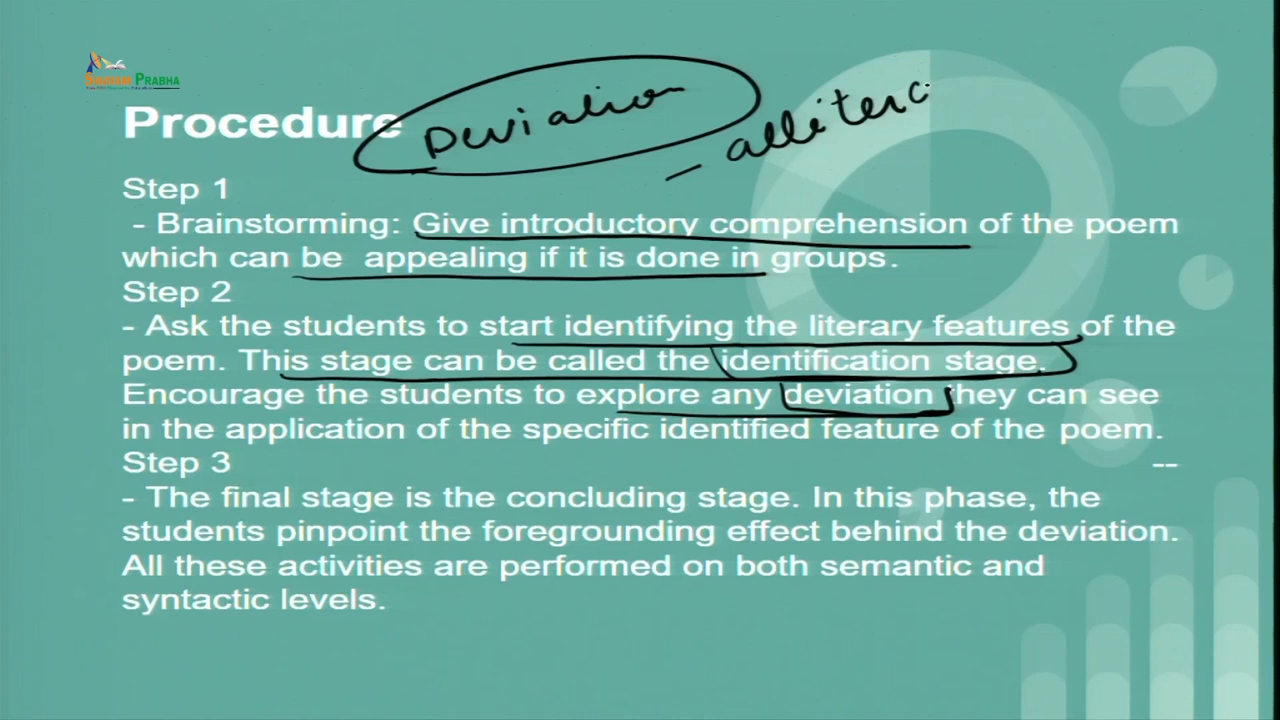 SWAYAM PRABHA
Deviation
- alliterc
Procedure
Step 1
- Brainstorming: Give introductory comprehension of the poem
which can be appealing if it is done in groups.
Step 2
- Ask the students to start identifying the literary features of the
poem. This stage can be called the identification stage.
Encourage the students to explore any deviation they can see
in the application of the specific identified feature of the poem.
Step 3 --
- The final stage is the concluding stage. In this phase, the
students pinpoint the foregrounding effect behind the deviation.
All these activities are performed on both semantic and
syntactic levels.